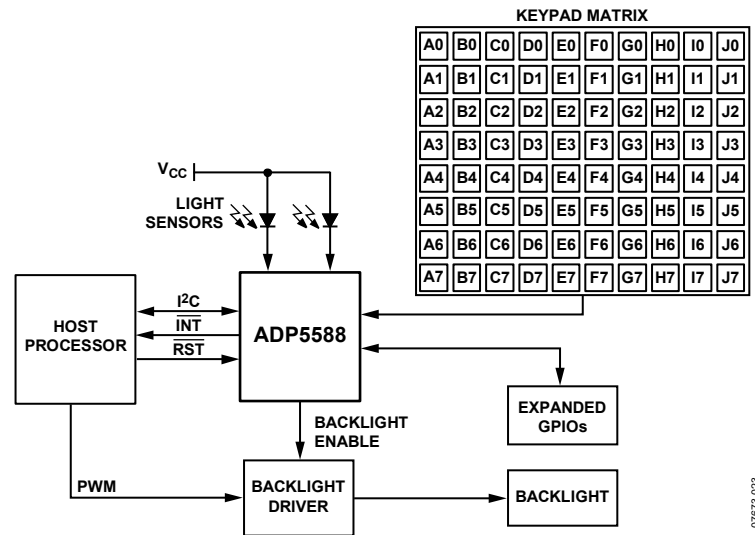 KEYPAD MATRIX
A0 B0 C0 D0 E0 F0 G0 H0 I0 J0
A1 B1 C1 D1 E1 F1 G1 H1 I1 J1
A2 B2 C2 D2 E2 F2 G2 H2 I2 J2
A3 B3 C3 D3 E3 F3 G3 H3 I3 J3
A4 B4 C4 D4 E4 F4 G4 H4 I4 J4
A5 B5 C5 D5 E5 F5 G5 H5 I5 J5
A6 B6 C6 D6 E6 F6 G6 H6 I6 J6
A7 B7 C7 D7 E7 F7 G7 H7 I7 J7
VCC
LIGHT
SENSORS
HOST
PROCESSOR
I²C
INT
RST
ADP5588
EXPANDED
GPIOs
BACKLIGHT
ENABLE
PWM
BACKLIGHT
DRIVER
BACKLIGHT
07673-023